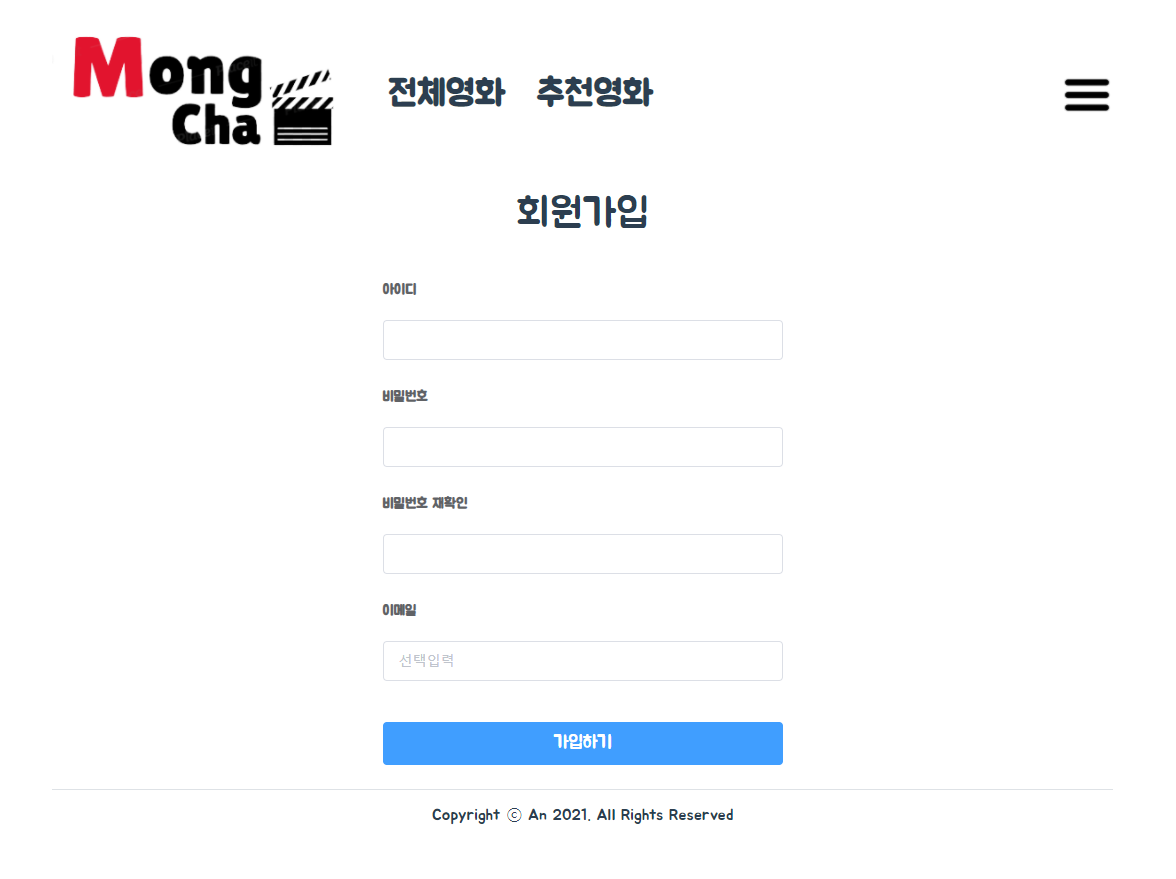 Mong
Cha
전체영화 추천영화
회원가입
아이디
비밀번호
비밀번호 재확인
이메일
선택입력
가입하기
Copyright ⓒ An 2021. All Rights Reserved